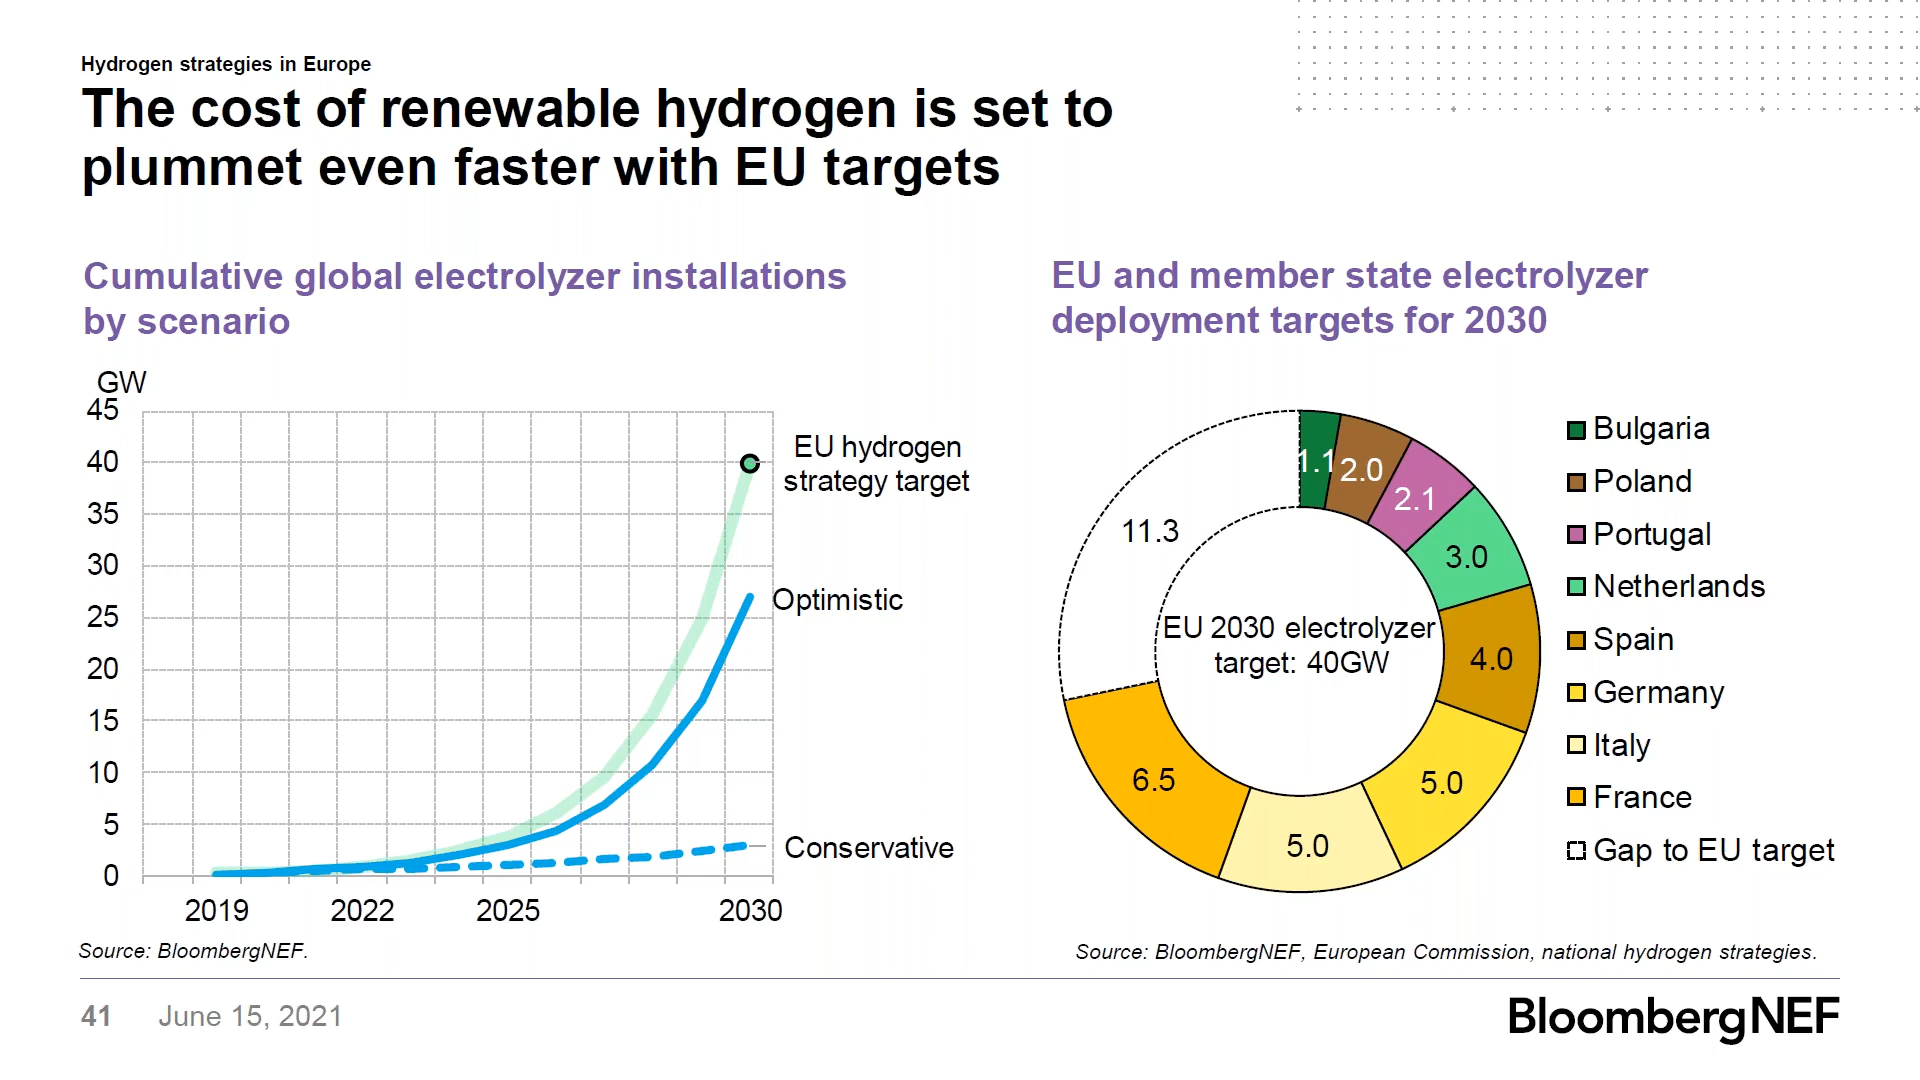 Hydrogen strategies in Europe
The cost of renewable hydrogen is set to
plummet even faster with EU targets
Cumulative global electrolyzer installations
by scenario
GW
45
40
35
30
25
20
15
10
5
0
2019
2022
2025
2030
EU hydrogen
strategy target
Optimistic
Conservative
Source: BloombergNEF.
EU and member state electrolyzer
deployment targets for 2030
1.1
2.0
2.1
3.0
4.0
5.0
5.0
6.5
11.3
EU 2030 electrolyzer
target: 40GW
Bulgaria
Poland
Portugal
Netherlands
Spain
Germany
Italy
France
Gap to EU target
Source: BloombergNEF, European Commission, national hydrogen strategies.
41 June 15, 2021
BloombergNEF